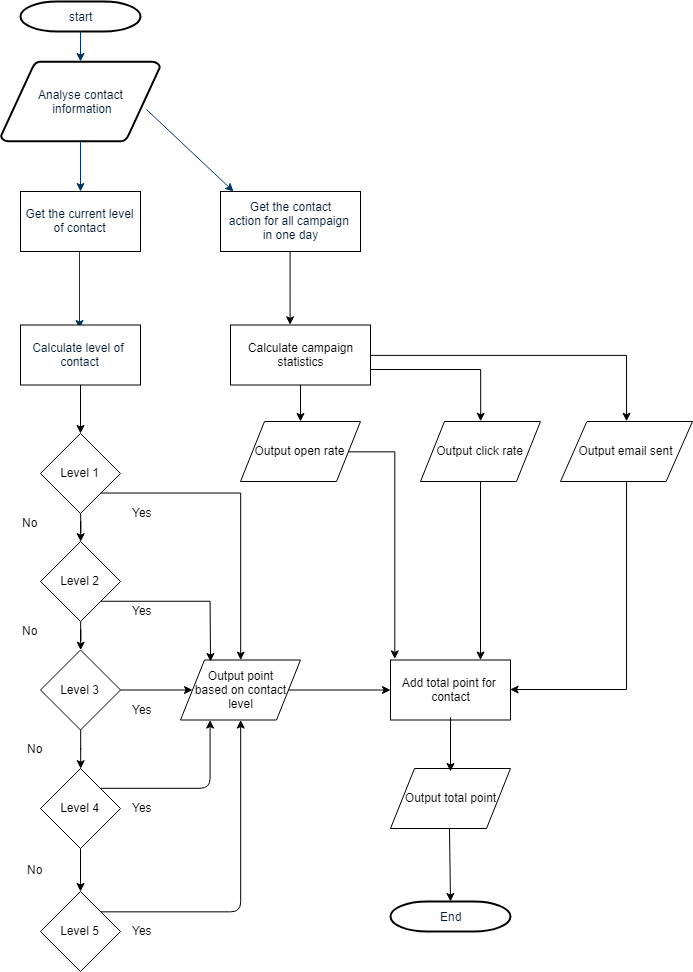 start
Analyse contact
information
Get the current level
of contact
Get the contact
action for all campaign
in one day
Calculate level of
contact
Calculate campaign
statistics
Output open rate
Output click rate
Output email sent
Level 1
Yes
No
Level 2
Yes
No
Level 3
Yes
Output point
based on contact
level
Add total point for
contact
No
Level 4
Yes
Output total point
No
Level 5
Yes
End